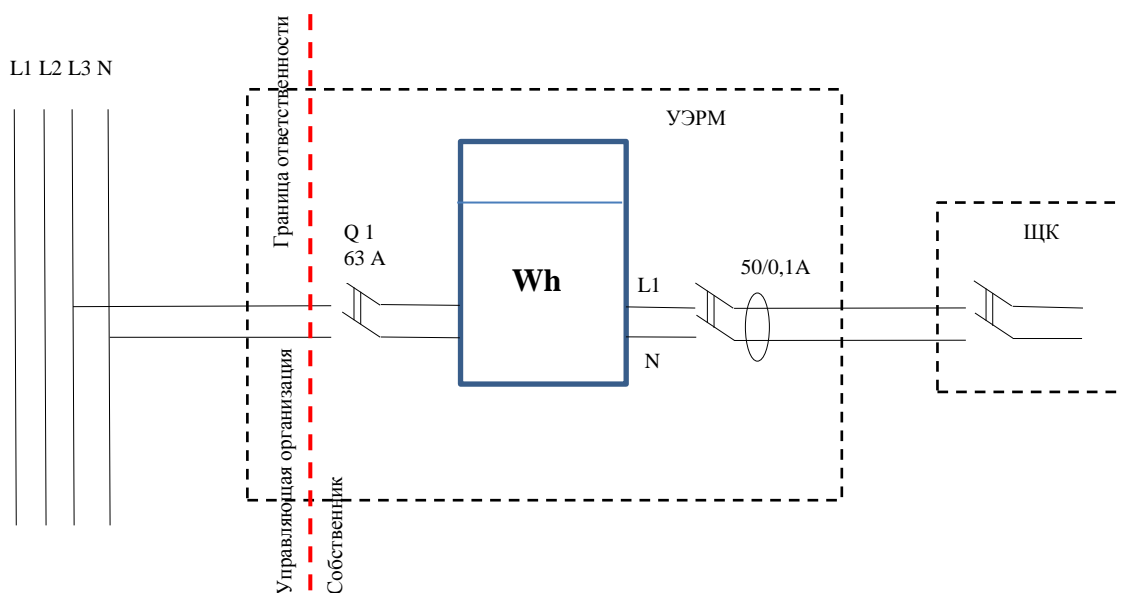 L1 L2 L3 N
Граница ответственности
УЭРМ
Q 1
63 А
Wh
L1
N
50/0,1А
ЩК
Управляющая организация
Собственник